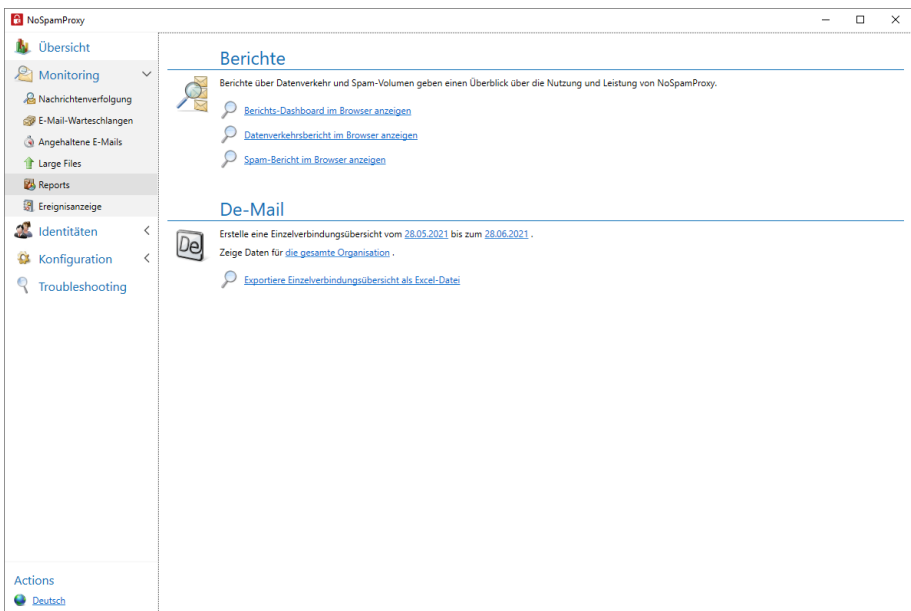 NoSpamProxy
Übersicht
Monitoring
Nachrichtenverfolgung
E-Mail-Warteschlangen
Angehaltene E-Mails
Large Files
Reports
Ereignisanzeige
Identitäten
Konfiguration
Troubleshooting
Actions
Deutsch
Berichte
Berichte über Datenverkehr und Spam-Volumen geben einen Überblick über die Nutzung und Leistung von NoSpamProxy.
Berichts-Dashboard im Browser anzeigen
Datenverkehrsbericht im Browser anzeigen
Spam-Bericht im Browser anzeigen
De-Mail
De
Erstelle eine Einzelverbindungsübersicht vom 28.05.2021 bis zum 28.06.2021 .
Zeige Daten für die gesamte Organisation .
Exportiere Einzelverbindungsübersicht als Excel-Datei